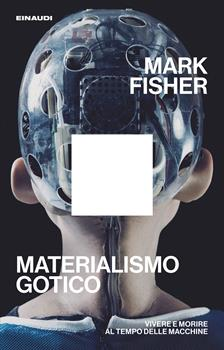 EINAUDI
MARK
FISHER
MATERIALISMO
GOTICO
VIVERE E MORIRE
AL TEMPO DELLE MACCHINE